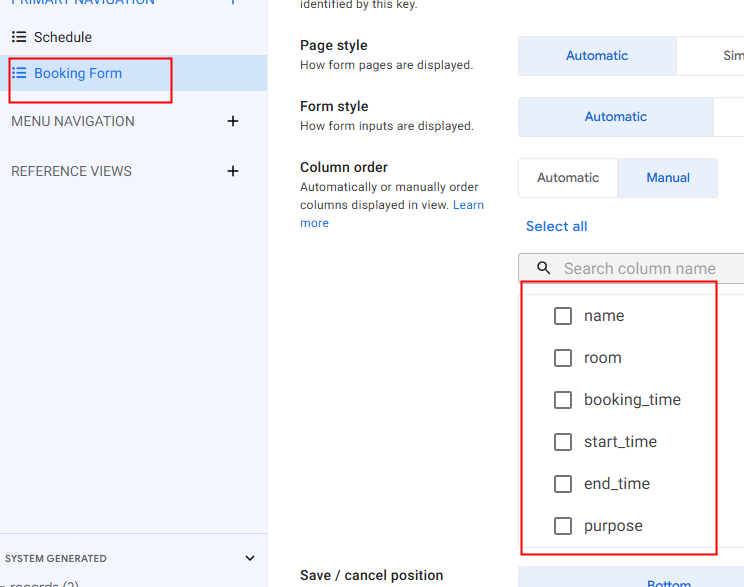 PRIMARY NAVIGATION
+
Schedule
Booking Form
MENU NAVIGATION
+
REFERENCE VIEWS
+
SYSTEM GENERATED
records (2)
identified by this key.
Page style
How form pages are displayed.
Automatic
Sim
Form style
How form inputs are displayed.
Automatic
Column order
Automatically or manually order
columns displayed in view. Learn
more
Automatic
Manual
Select all
Search column name
name
room
booking_time
start_time
end_time
purpose
Save / cancel position
Bottom